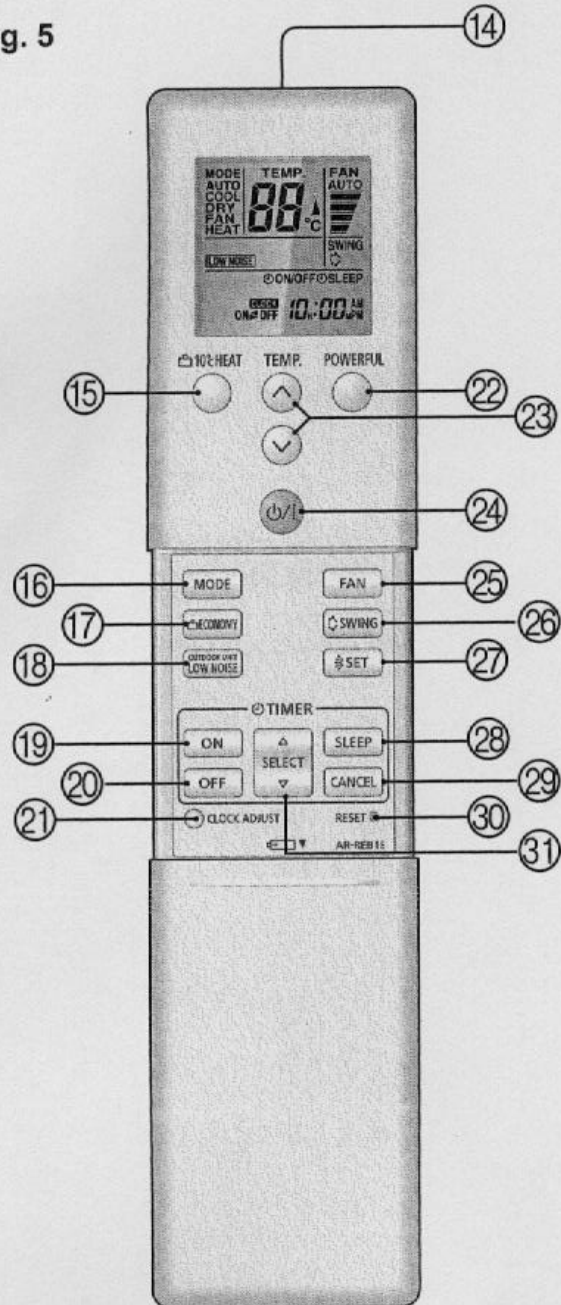 g. 5
⑭
MODE TEMP. FAN
AUTO AUTO
COOL 88
DRY
FAN °C
HEAT SWING
LOW NOISE
ON/OFF SLEEP
CLOCK AM
ON OFF 10:00 PM
10℃ HEAT TEMP. POWERFUL
⑮ ㉒
㉓
㉔
⑯ MODE FAN ㉕
⑰ ECONOMY SWING ㉖
⑱ OUTDOOR UNIT LOW NOISE SET ㉗
TIMER
⑲ ON SELECT SLEEP ㉘
⑳ OFF CANCEL ㉙
㉑ CLOCK ADJUST RESET ㉚
㉛